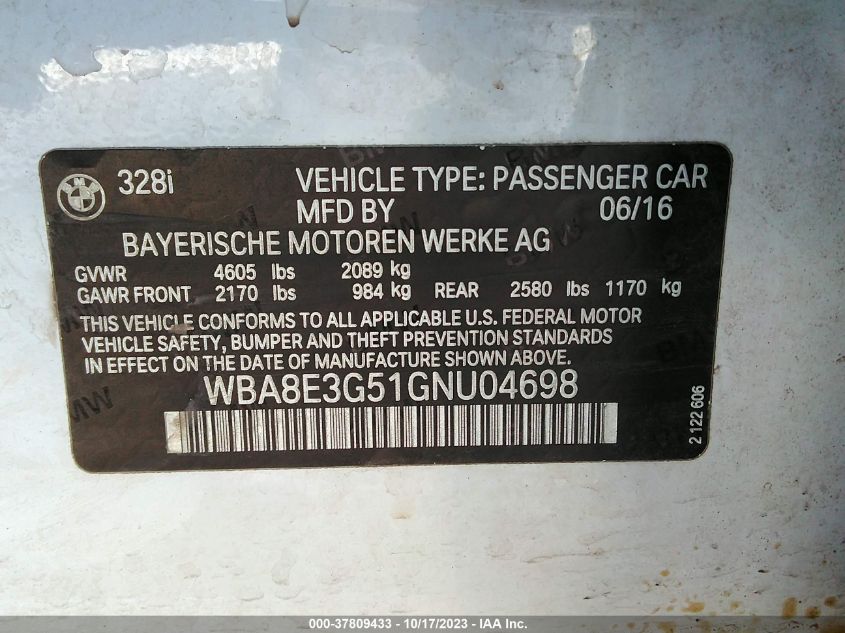 BMW 328i VEHICLE TYPE: PASSENGER CAR
MFD BY 06/16
BAYERISCHE MOTOREN WERKE AG
GVWR 4605 lbs 2089 kg
GAWR FRONT 2170 lbs 984 kg REAR 2580 lbs 1170 kg
THIS VEHICLE CONFORMS TO ALL APPLICABLE U.S. FEDERAL MOTOR
VEHICLE SAFETY, BUMPER AND THEFT PREVENTION STANDARDS
IN EFFECT ON THE DATE OF MANUFACTURE SHOWN ABOVE.
WBA8E3G51GNU04698
2 122 606
000-37809433 - 10/17/2023 - IAA Inc.